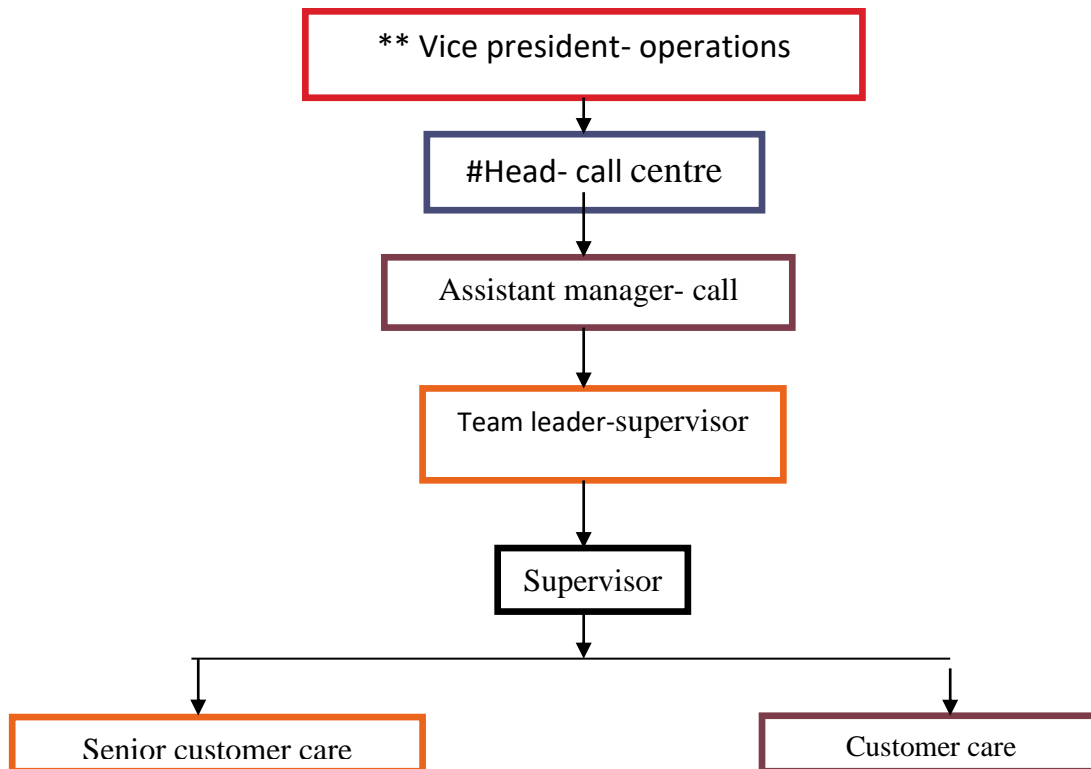 ** Vice president- operations
#Head- call centre
Assistant manager- call
Team leader-supervisor
Supervisor
Senior customer care
Customer care